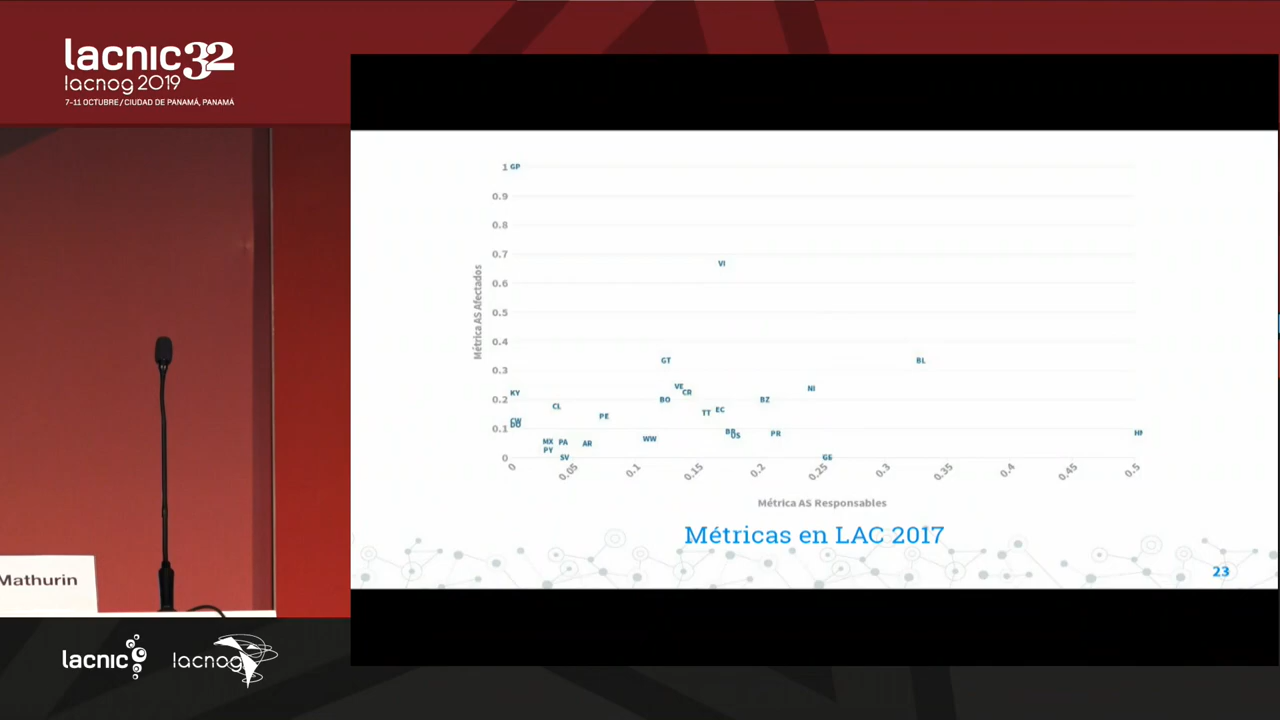 lacnic 32
lacnog 2019
7-11 OCTUBRE / CIUDAD DE PANAMÁ, PANAMÁ
Mathurin
lacnic
lacnog
1
GP
0.9
0.8
0.7
VI
0.6
0.5
0.4
GT
BL
0.3
VE
CR
NI
KY
0.2
BO
BZ
CL
TT
EC
PE
CW
DO
0.1
BR
US
PR
MX
PA
AR
WW
PY
SV
GF
0
0
0.05
0.1
0.15
0.2
0.25
0.3
0.35
0.4
0.45
0.5
Métrica AS Afectados
Métrica AS Responsables
Métricas en LAC 2017
23